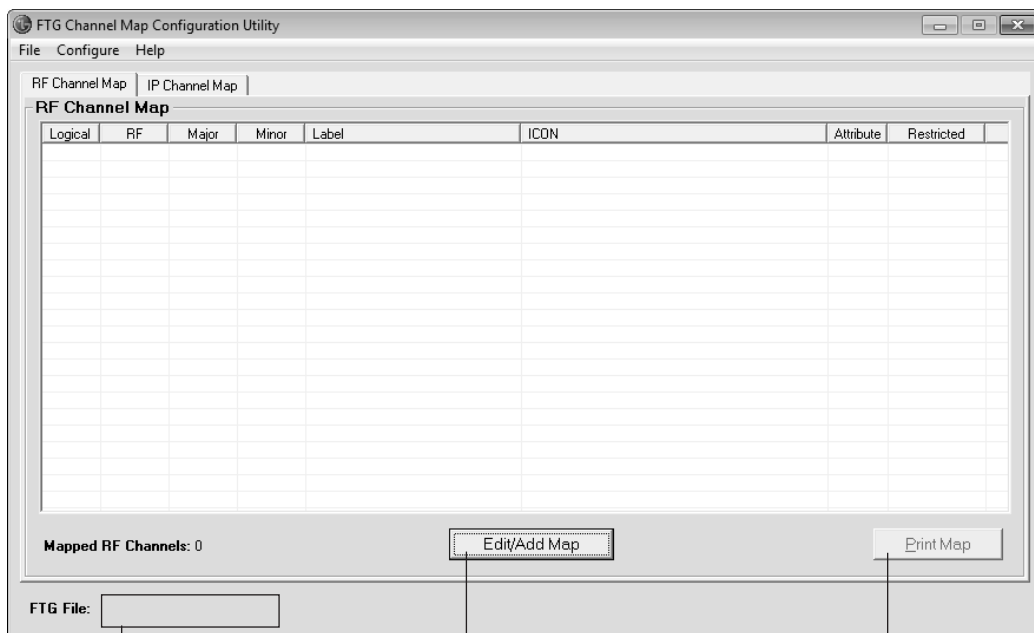 FTG Channel Map Configuration Utility
File Configure Help
RF Channel Map IP Channel Map
RF Channel Map
Logical RF Major Minor Label ICON Attribute Restricted
Mapped RF Channels: 0 Edit/Add Map Print Map
FTG File: